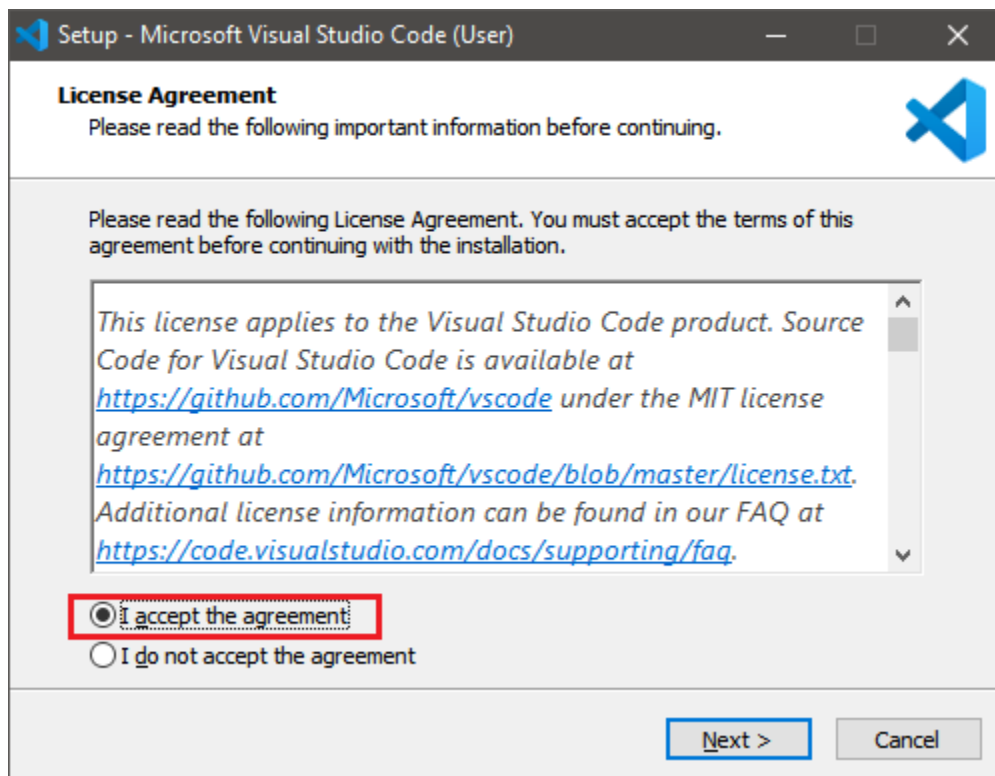 Setup - Microsoft Visual Studio Code (User)
License Agreement
Please read the following important information before continuing.
Please read the following License Agreement. You must accept the terms of this
agreement before continuing with the installation.
This license applies to the Visual Studio Code product. Source
Code for Visual Studio Code is available at
https://github.com/Microsoft/vscode under the MIT license
agreement at
https://github.com/Microsoft/vscode/blob/master/license.txt.
Additional license information can be found in our FAQ at
https://code.visualstudio.com/docs/supporting/faq.
I accept the agreement
I do not accept the agreement
Next >
Cancel